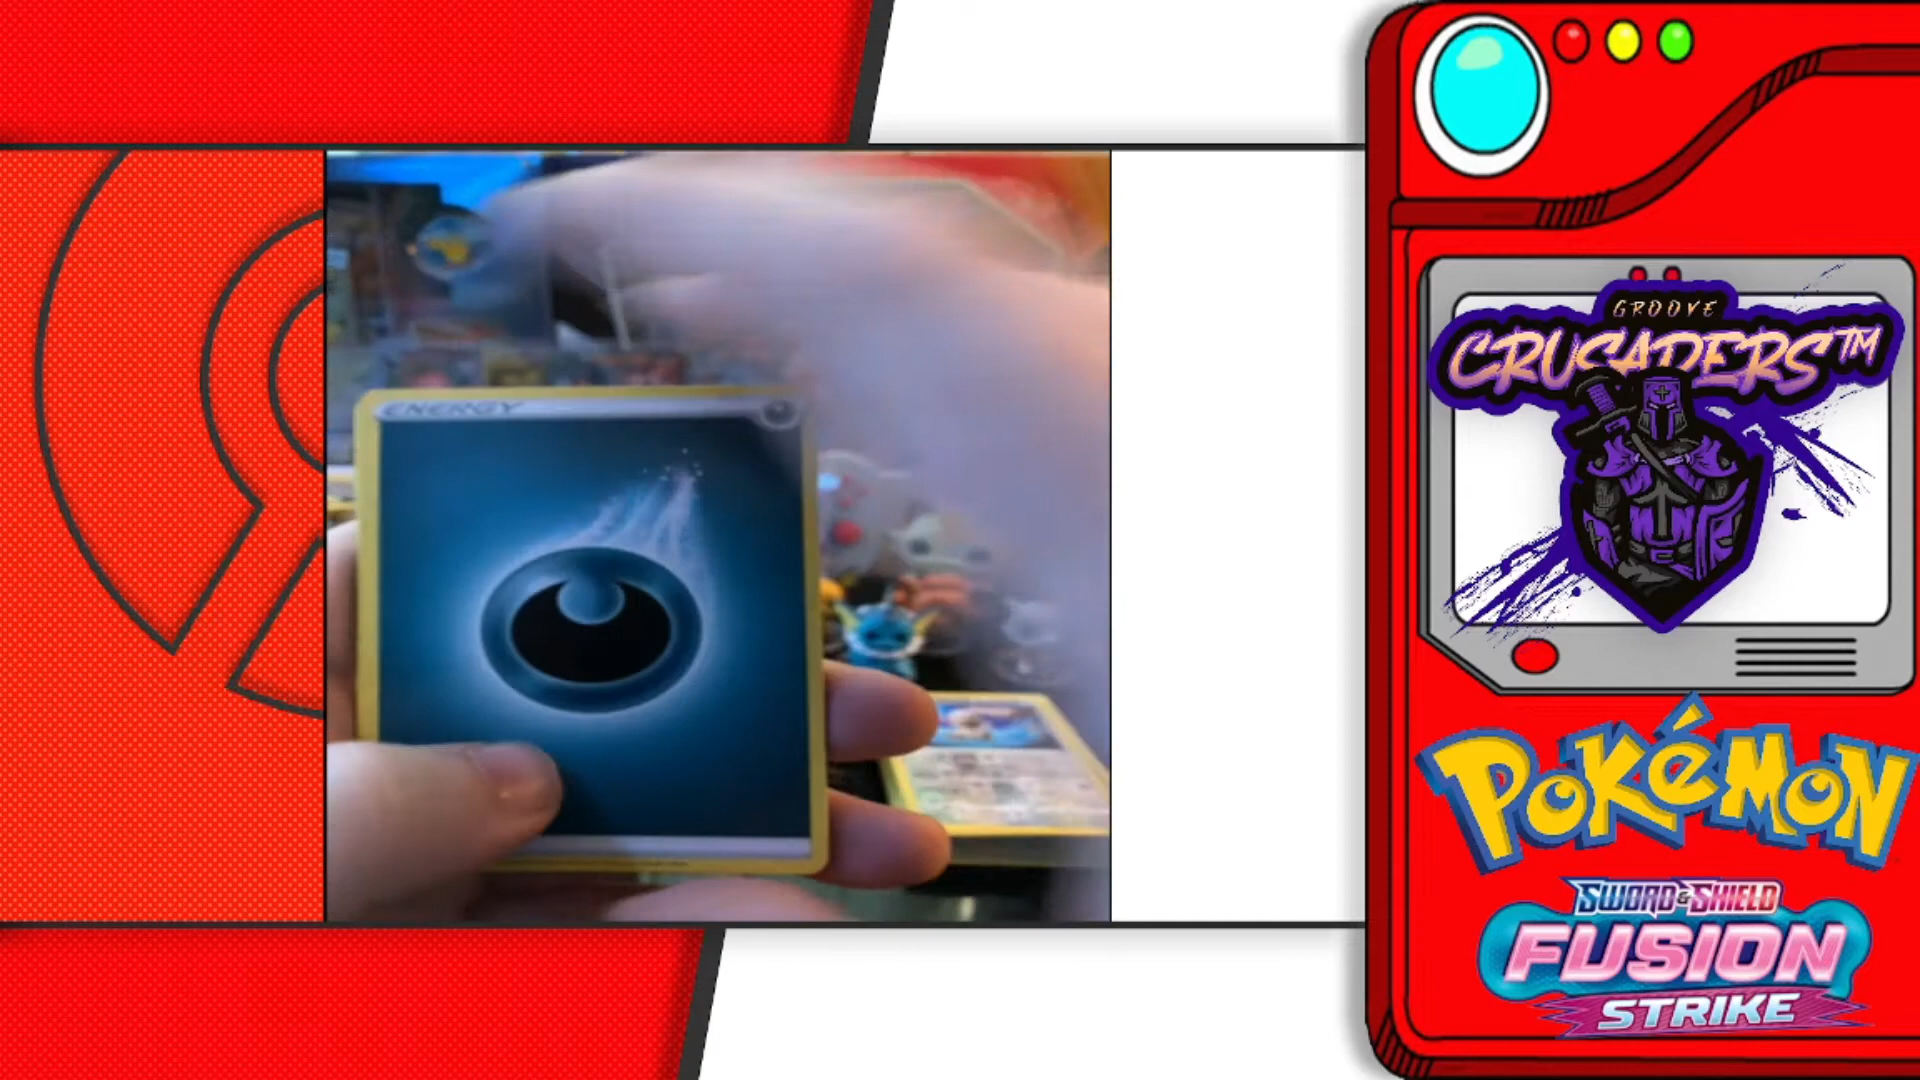 ENERGY
GROOVE
CRUSADERS™
POKÉMON
SWORD & SHIELD
FUSION
STRIKE